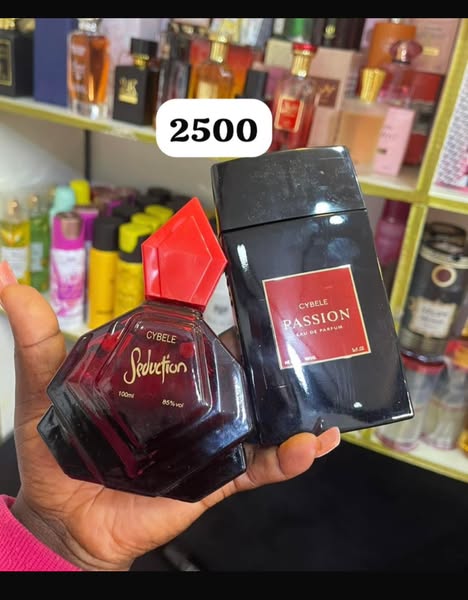 2500
CYBELE
Seduction
100ml
85% vol
CYBELE
PASSION
EAU DE PARFUM